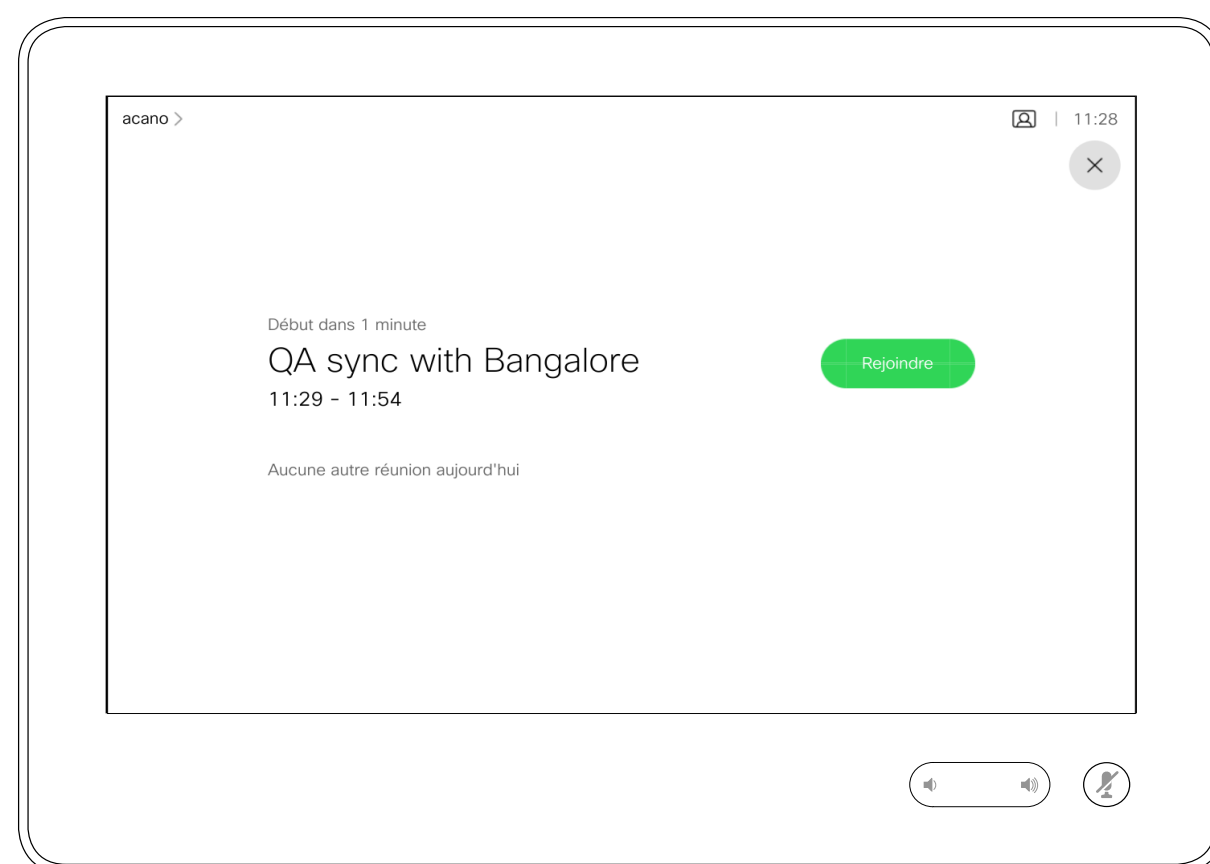 acano
11:28
Début dans 1 minute
QA sync with Bangalore
Rejoindre
11:29 - 11:54
Aucune autre réunion aujourd'hui